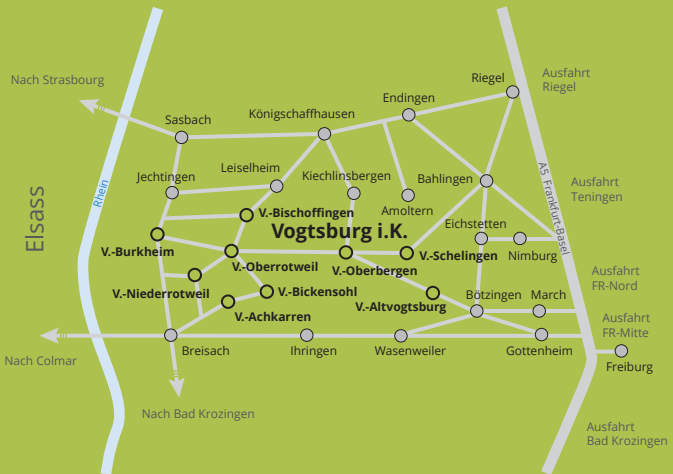 Nach Strasbourg
Riegel
Ausfahrt
Riegel
Endingen
Königschaffhausen
Sasbach
Elsass
Rhein
Jechtingen
Leiselheim
Kiechlinsbergen
Bahlingen
A5 Frankfurt-Basel
Ausfahrt
Teningen
V.-Bischoffingen
Amoltern
Vogtsburg i.K.
Eichstetten
V.-Burkheim
V.-Oberrotweil
V.-Oberbergen
V.-Schelingen
Nimburg
Ausfahrt
FR-Nord
V.-Niederrotweil
V.-Bickensohl
V.-Altvogtsburg
Bötzingen
March
V.-Achkarren
Ausfahrt
FR-Mitte
Nach Colmar
Breisach
Ihringen
Wasenweiler
Gottenheim
Freiburg
Nach Bad Krozingen
Ausfahrt
Bad Krozingen